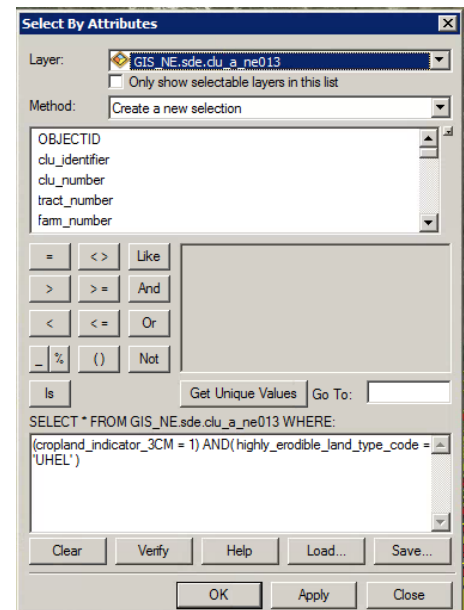 Select By Attributes
Layer: GIS_NE.sde.clu_a_ne013
Only show selectable layers in this list
Method: Create a new selection
OBJECTID
clu_identifier
clu_number
tract_number
farm_number
= < > Like
> > = And
< < = Or
_ % () Not
Is Get Unique Values Go To:
SELECT * FROM GIS_NE.sde.clu_a_ne013 WHERE:
(cropland_indicator_3CM = 1) AND( highly_erodible_land_type_code =
'UHEL' )
Clear Verify Help Load... Save...
OK Apply Close